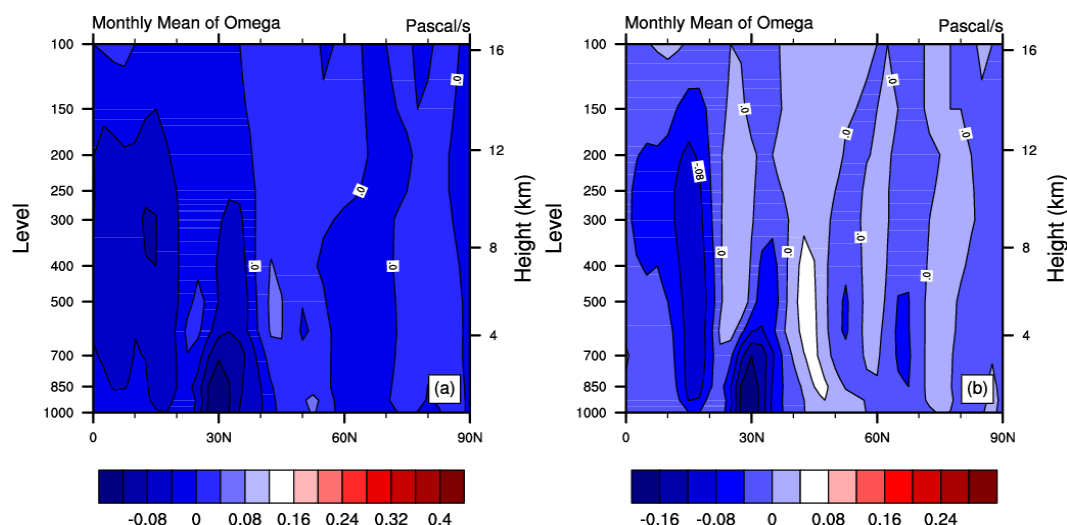 Monthly Mean of Omega Pascal/s
100 16
150
200 12
250
300
400 8
500
700 4
850
1000
Level
Height (km)
.0 .0 .0 .0
(a)
0 30N 60N 90N
-0.08 0 0.08 0.16 0.24 0.32 0.4
Monthly Mean of Omega Pascal/s
100 16
150
200 12
250
300
400 8
500
700 4
850
1000
Level
Height (km)
.0 .0 .0 .0 -.08 .0 .0 .0 .0
(b)
0 30N 60N 90N
-0.16 -0.08 0 0.08 0.16 0.24